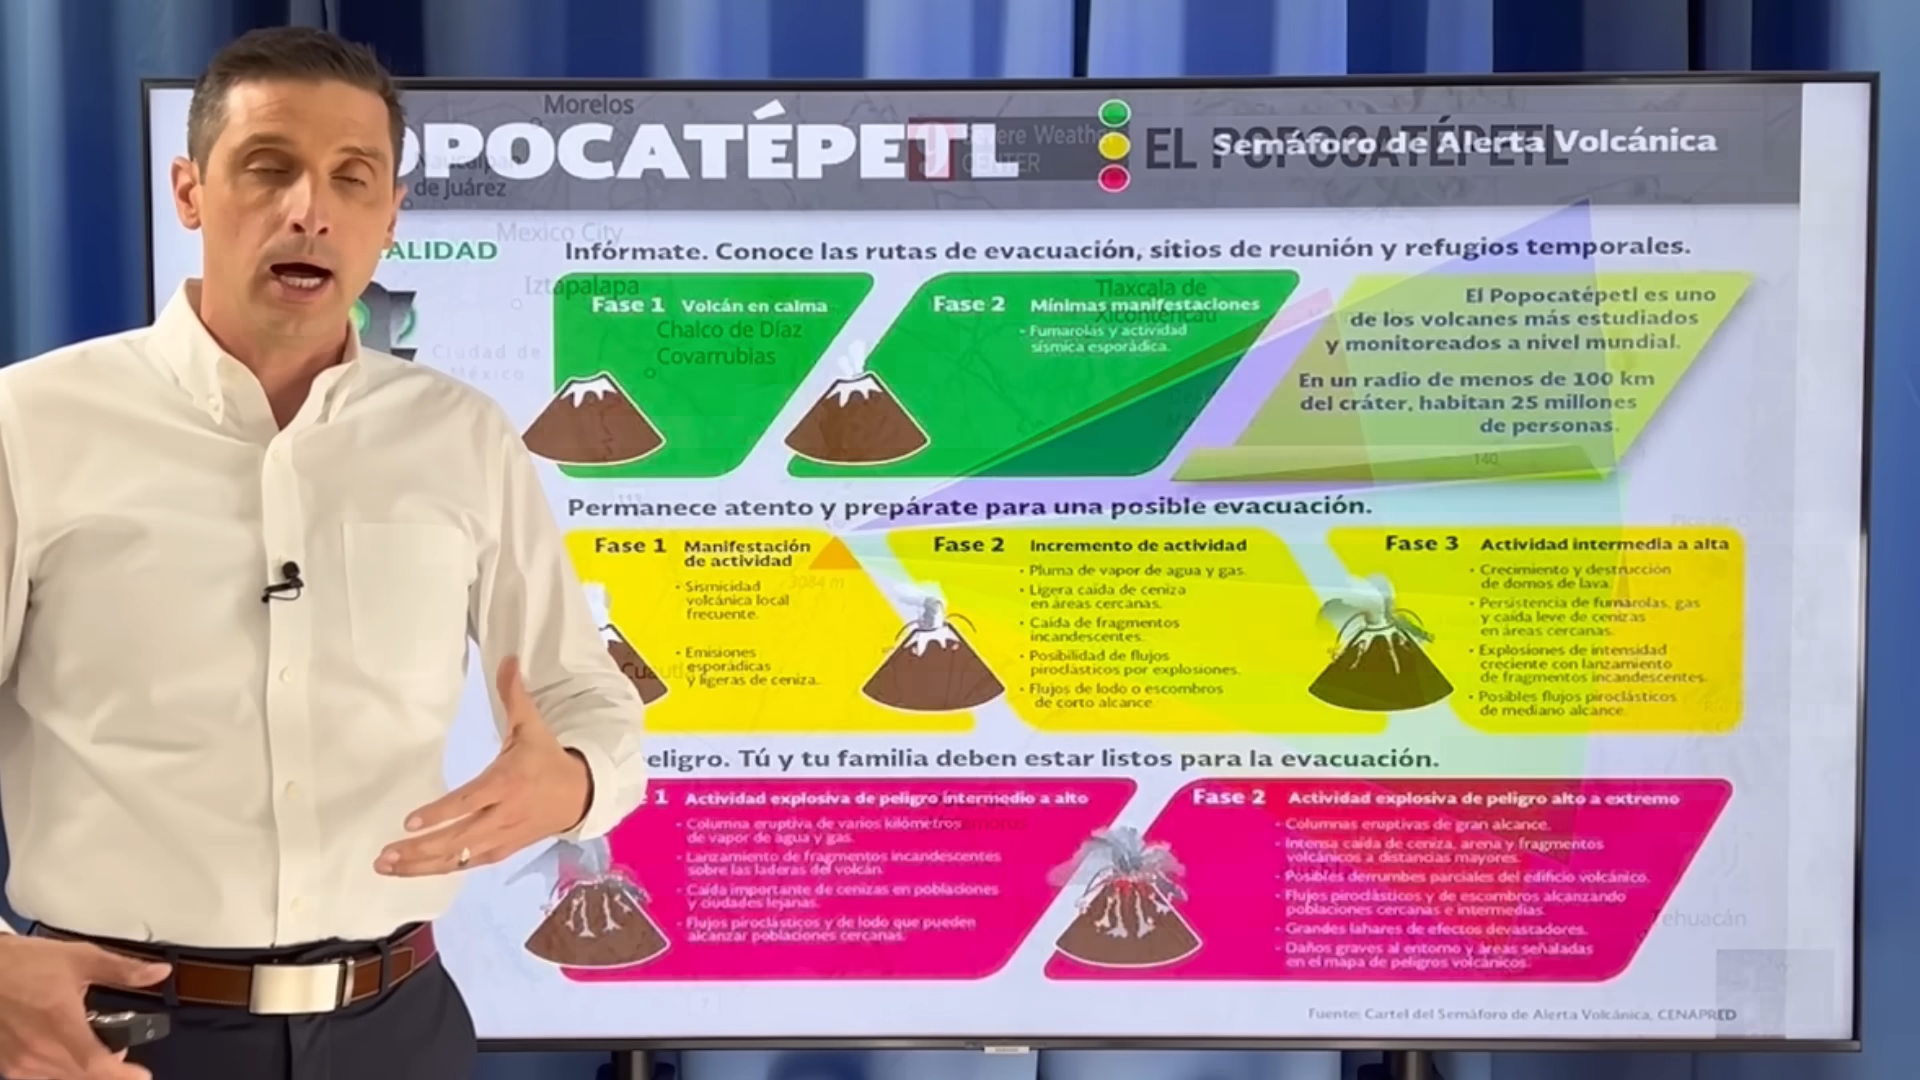 Morelos
OPOCATÉPETL
Severe Weath
CENTER
EL POPOCATÉPETL
Semáforo de Alerta Volcánica
de Juárez
Mexico City
ALIDAD
Infórmate. Conoce las rutas de evacuación, sitios de reunión y refugios temporales.
Iztapalapa
Fase 1 Volcán en calma
Chalco de Díaz
Covarrubias
Ciudad de
México
Fase 2 Mínimas manifestaciones
- Fumarolas y actividad
sísmica esporádica.
Tlaxcala de
Xicohténcatl
El Popocatépetl es uno
de los volcanes más estudiados
y monitoreados a nivel mundial.
En un radio de menos de 100 km
del cráter, habitan 25 millones
de personas.
140
113
Permanece atento y prepárate para una posible evacuación.
Fase 1 Manifestación
de actividad
3084 m
· Sismicidad
volcánica local
frecuente.
· Emisiones
esporádicas
y ligeras de ceniza.
Fase 2 Incremento de actividad
· Pluma de vapor de agua y gas.
· Ligera caída de ceniza
en áreas cercanas.
· Caída de fragmentos
incandescentes.
· Posibilidad de flujos
piroclásticos por explosiones.
· Flujos de lodo o escombros
de corto alcance.
Fase 3 Actividad intermedia a alta
· Crecimiento y destrucción
de domos de lava.
· Persistencia de fumarolas, gas
y caída leve de cenizas
en áreas cercanas.
· Explosiones de intensidad
creciente con lanzamiento
de fragmentos incandescentes.
· Posibles flujos piroclásticos
de mediano alcance.
eligro. Tú y tu familia deben estar listos para la evacuación.
1 Actividad explosiva de peligro intermedio a alto
- Columna eruptiva de varios kilómetros
de vapor de agua y gas.
- Lanzamiento de fragmentos incandescentes
sobre las laderas del volcán.
- Caída importante de cenizas en poblaciones
y ciudades lejanas.
- Flujos piroclásticos y de lodo que pueden
alcanzar poblaciones cercanas.
Fase 2 Actividad explosiva de peligro alto a extremo
- Columnas eruptivas de gran alcance.
- Intensa caída de ceniza, arena y fragmentos
volcánicos a distancias mayores.
- Posibles derrumbes parciales del edificio volcánico.
- Flujos piroclásticos y de escombros alcanzando
poblaciones cercanas e intermedias.
- Grandes lahares de efectos devastadores.
- Daños graves al entorno y áreas señaladas
en el mapa de peligros volcánicos.
Tehuacán
Fuente: Cartel del Semáforo de Alerta Volcánica, CENAPRED